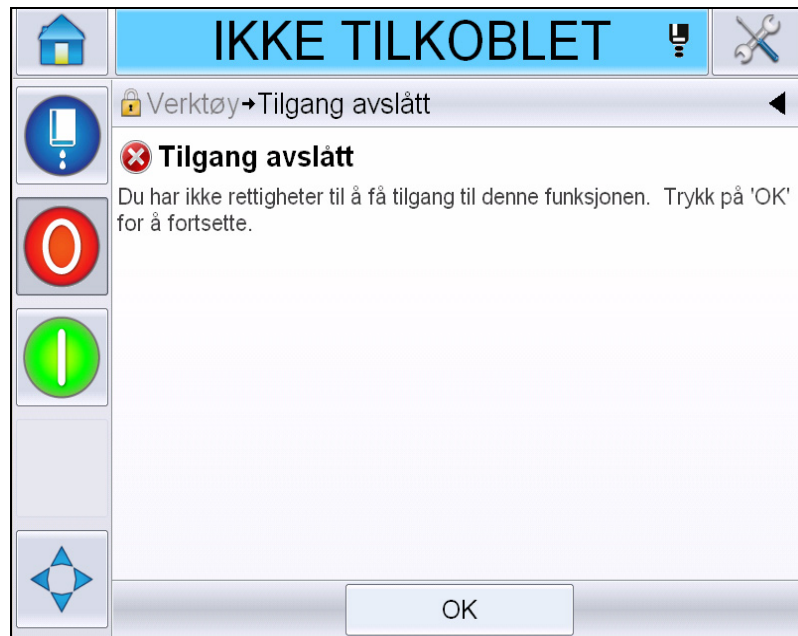 IKKE TILKOBLET
Verktøy→Tilgang avslått
Tilgang avslått
Du har ikke rettigheter til å få tilgang til denne funksjonen. Trykk på 'OK'
for å fortsette.
OK